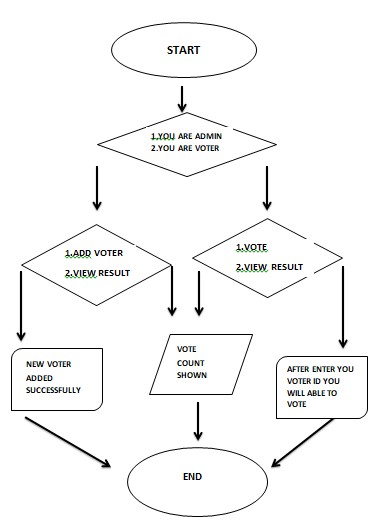 START
1.YOU ARE ADMIN
2.YOU ARE VOTER
1.ADD VOTER
2.VIEW RESULT
1.VOTE
2.VIEW RESULT
NEW VOTER
ADDED
SUCCESSFULLY
VOTE
COUNT
SHOWN
AFTER ENTER YOU
VOTER ID YOU
WILL ABLE TO
VOTE
END